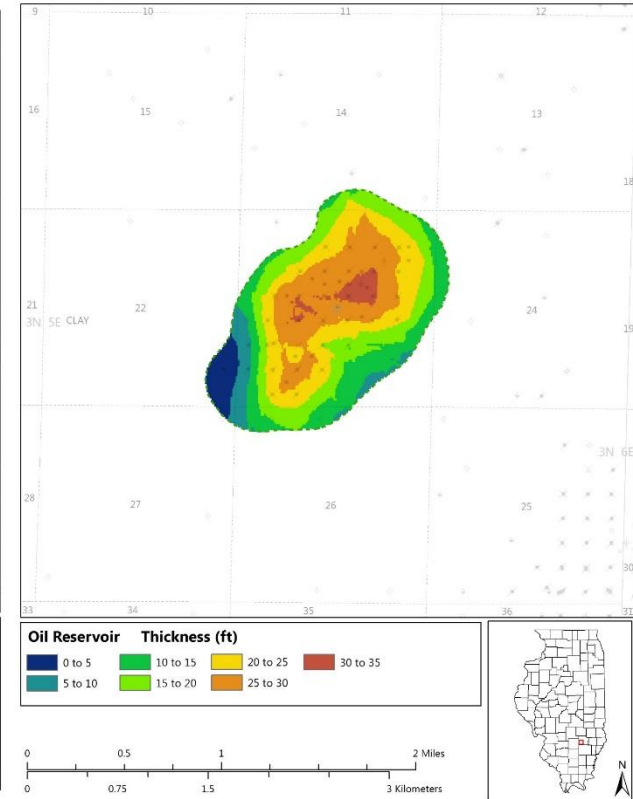 9 10 11 12
16 15 14 13
18
21 22 24
3N 5E CLAY
19
3N 6E
28 27 26 25
30
33 34 35 36 31
Oil Reservoir Thickness (ft)
0 to 5 10 to 15 20 to 25 30 to 35
5 to 10 15 to 20 25 to 30
0 0.5 1 2 Miles
0 0.75 1.5 3 Kilometers
N